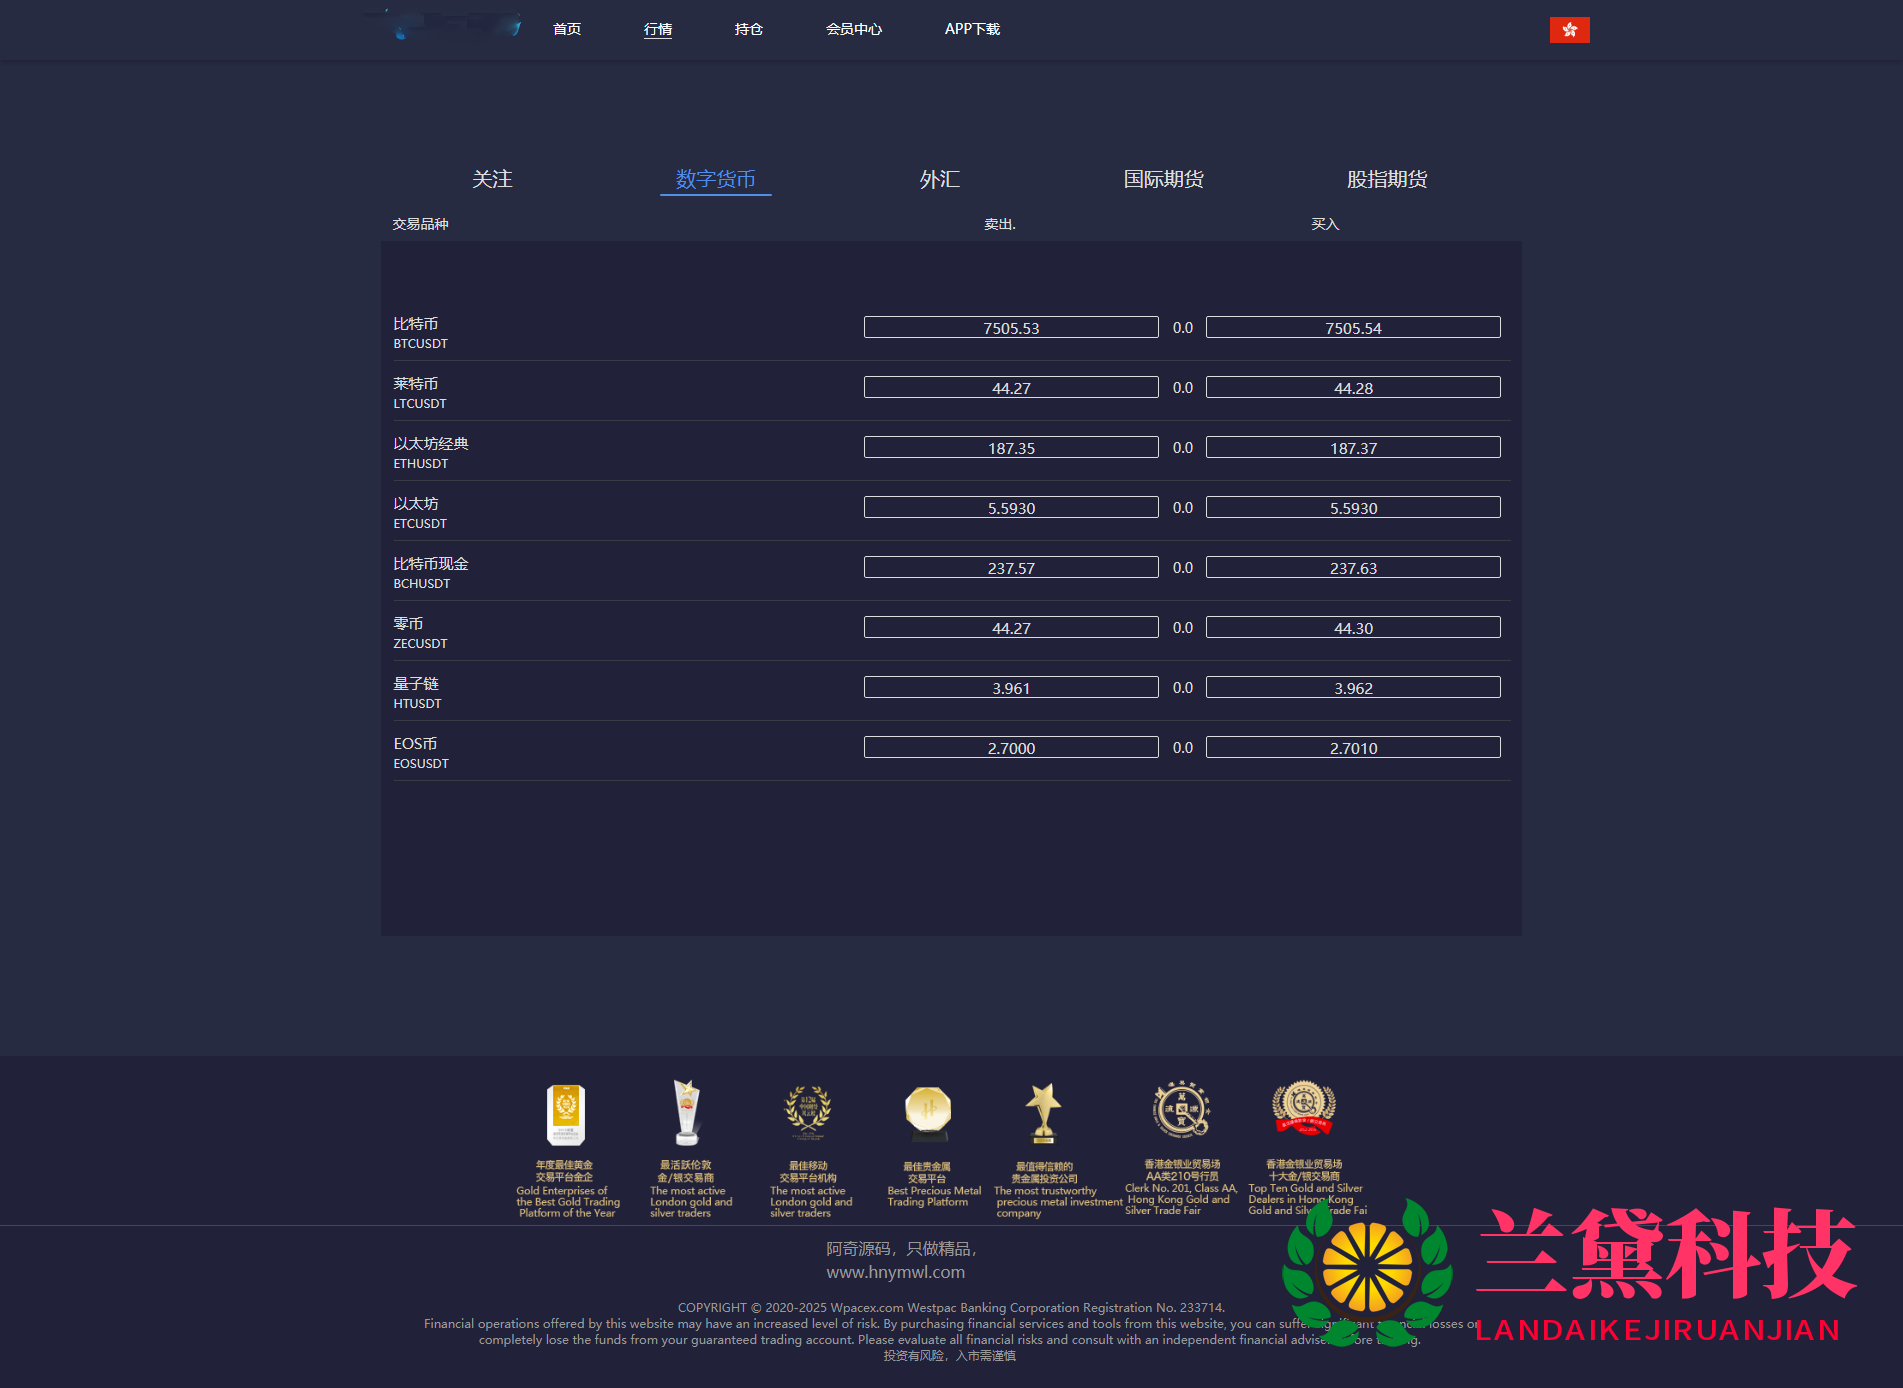 首页 行情 持仓 会员中心 APP下载
关注 数字货币 外汇 国际期货 股指期货
交易品种 卖出. 买入
比特币
BTCUSDT
7505.53 0.0 7505.54
莱特币
LTCUSDT
44.27 0.0 44.28
以太坊经典
ETHUSDT
187.35 0.0 187.37
以太坊
ETCUSDT
5.5930 0.0 5.5930
比特币现金
BCHUSDT
237.57 0.0 237.63
零币
ZECUSDT
44.27 0.0 44.30
量子链
HTUSDT
3.961 0.0 3.962
EOS币
EOSUSDT
2.7000 0.0 2.7010
年度最佳黄金
交易平台金企
Gold Enterprises of
the Best Gold Trading
Platform of the Year
最活跃伦敦
金/银交易商
The most active
London gold and
silver traders
最佳移动
交易平台机构
The most active
London gold and
silver traders
最佳贵金属
交易平台
Best Precious Metal
Trading Platform
最值得信赖的
贵金属投资公司
The most trustworthy
precious metal investment
company
香港金银业贸易场
AA类210号行员
Clerk No. 201, Class AA,
Hong Kong Gold and
Silver Trade Fair
香港金银业贸易场
十大金/银交易商
Top Ten Gold and Silver
Dealers in Hong Kong
Gold and Silver Trade Fai
阿奇源码，只做精品，
www.hnymwl.com
COPYRIGHT © 2020-2025 Wpacex.com Westpac Banking Corporation Registration No. 233714.
Financial operations offered by this website may have an increased level of risk. By purchasing financial services and tools from this website, you can suffer significant financial losses or
completely lose the funds from your guaranteed trading account. Please evaluate all financial risks and consult with an independent financial adviser before trading.
投资有风险，入市需谨慎
兰黛科技
LANDAIKEJIRUANJIAN